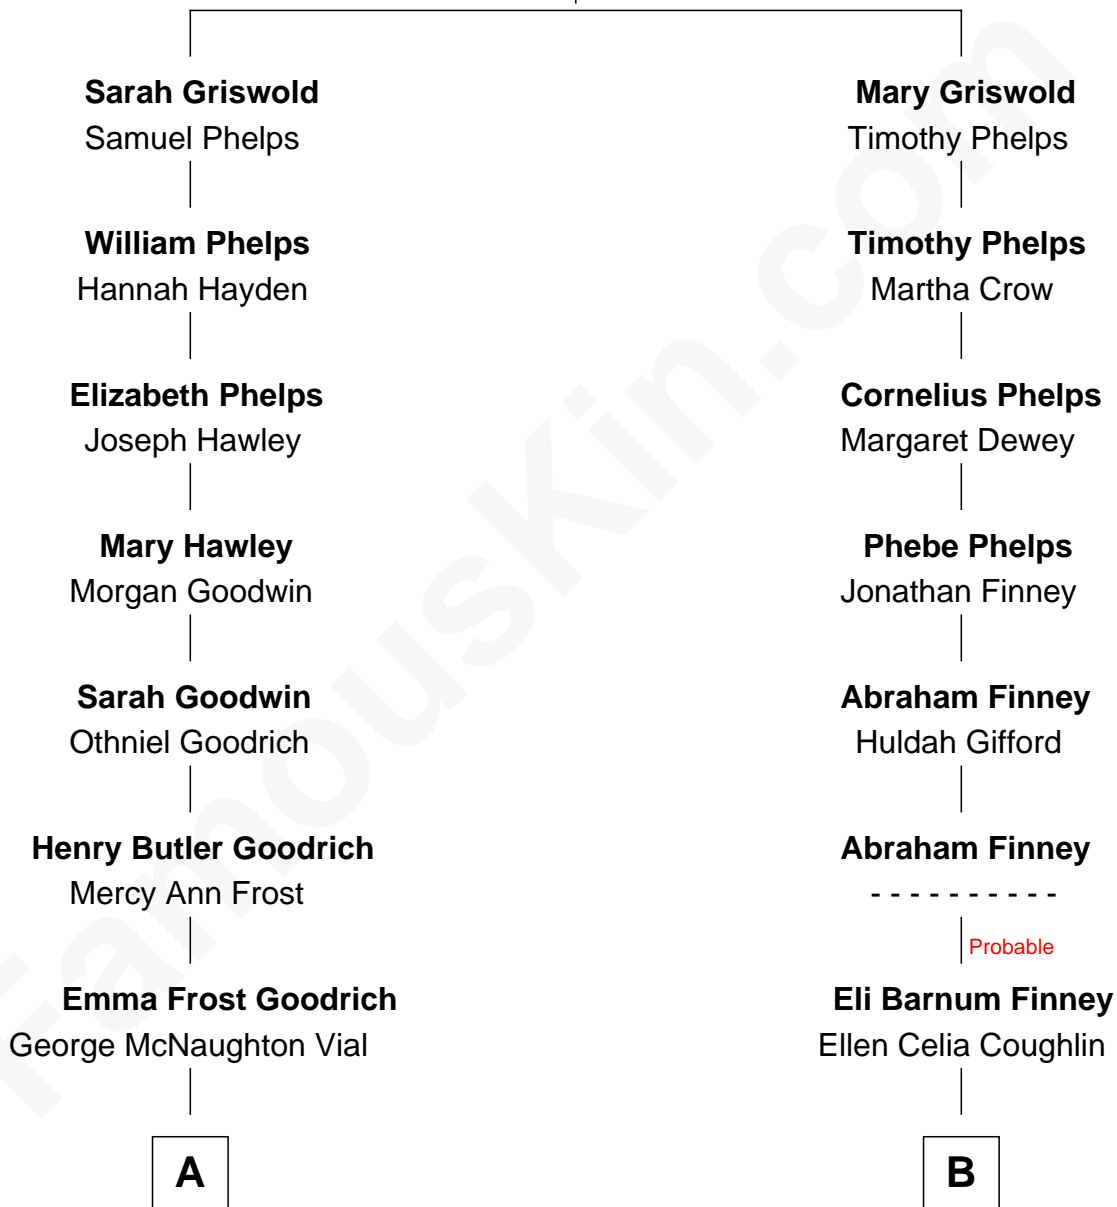 Sarah Griswold
Samuel Phelps
William Phelps
Hannah Hayden
Elizabeth Phelps
Joseph Hawley
Mary Hawley
Morgan Goodwin
Sarah Goodwin
Othniel Goodrich
Henry Butler Goodrich
Mercy Ann Frost
Emma Frost Goodrich
George McNaughton Vial
A
Mary Griswold
Timothy Phelps
Timothy Phelps
Martha Crow
Cornelius Phelps
Margaret Dewey
Phebe Phelps
Jonathan Finney
Abraham Finney
Huldah Gifford
Abraham Finney
- - - - - - - - - -
Probable
Eli Barnum Finney
Ellen Celia Coughlin
B
FamousKin.com